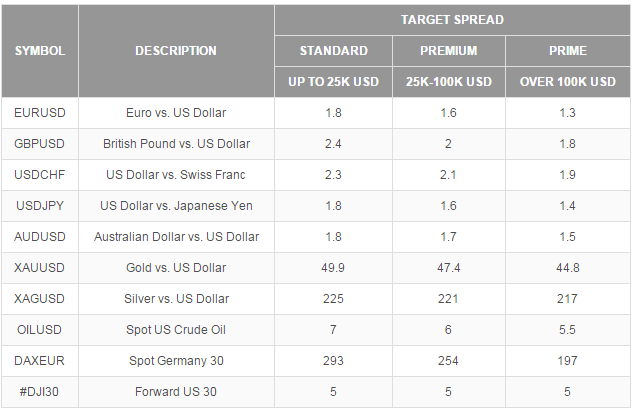 SYMBOL DESCRIPTION TARGET SPREAD
STANDARD PREMIUM PRIME
UP TO 25K USD 25K-100K USD OVER 100K USD
EURUSD Euro vs. US Dollar 1.8 1.6 1.3
GBPUSD British Pound vs. US Dollar 2.4 2 1.8
USDCHF US Dollar vs. Swiss Franc 2.3 2.1 1.9
USDJPY US Dollar vs. Japanese Yen 1.8 1.6 1.4
AUDUSD Australian Dollar vs. US Dollar 1.8 1.7 1.5
XAUUSD Gold vs. US Dollar 49.9 47.4 44.8
XAGUSD Silver vs. US Dollar 225 221 217
OILUSD Spot US Crude Oil 7 6 5.5
DAXEUR Spot Germany 30 293 254 197
#DJI30 Forward US 30 5 5 5